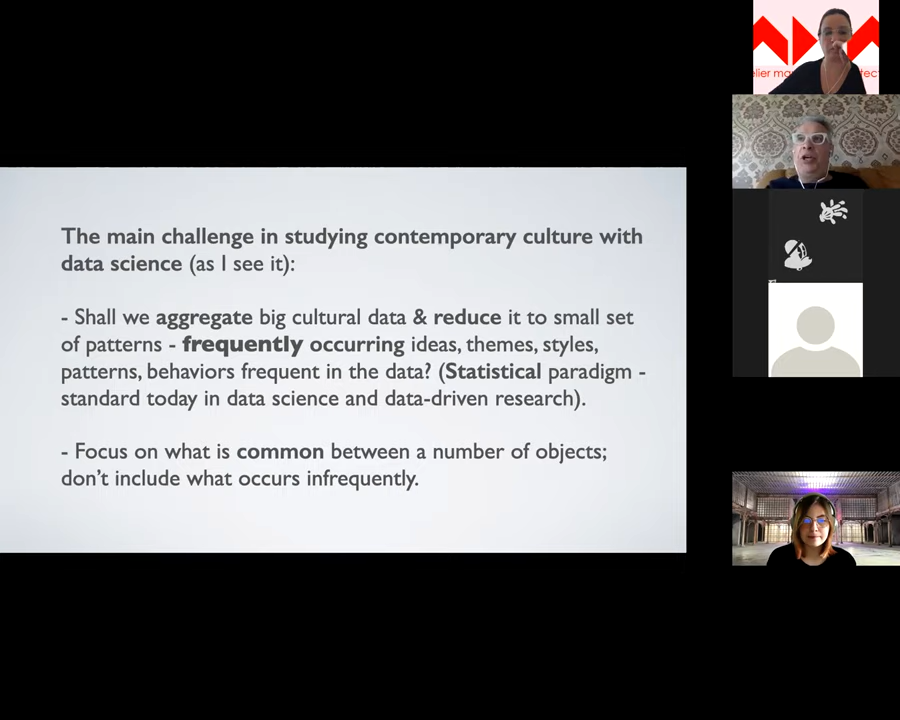 The main challenge in studying contemporary culture with
data science (as I see it):
- Shall we aggregate big cultural data & reduce it to small set
of patterns - frequently occurring ideas, themes, styles,
patterns, behaviors frequent in the data? (Statistical paradigm -
standard today in data science and data-driven research).
- Focus on what is common between a number of objects;
don't include what occurs infrequently.